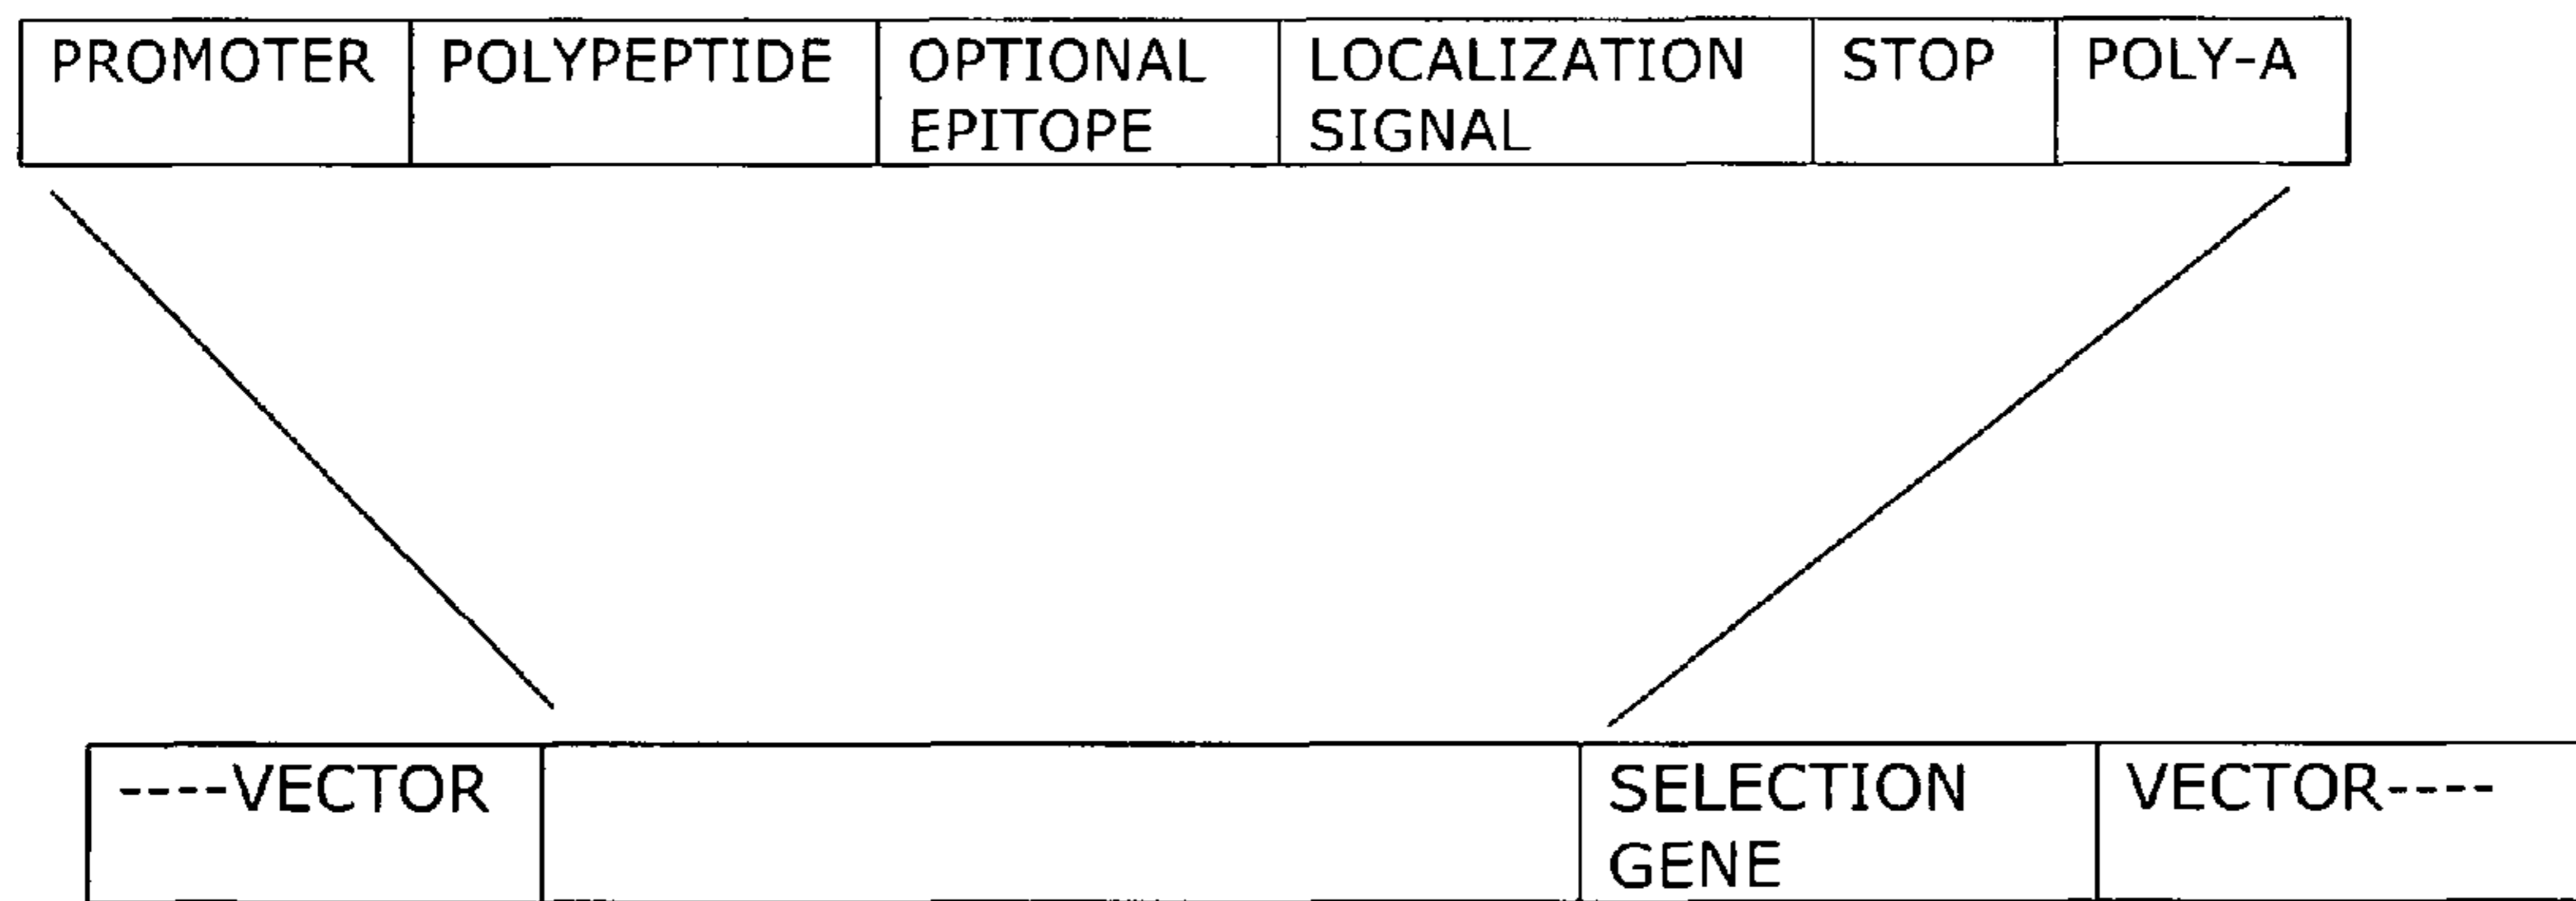 PROMOTER POLYPEPTIDE OPTIONAL LOCALIZATION STOP POLY-A
EPITOPE SIGNAL
----VECTOR SELECTION VECTOR----
GENE